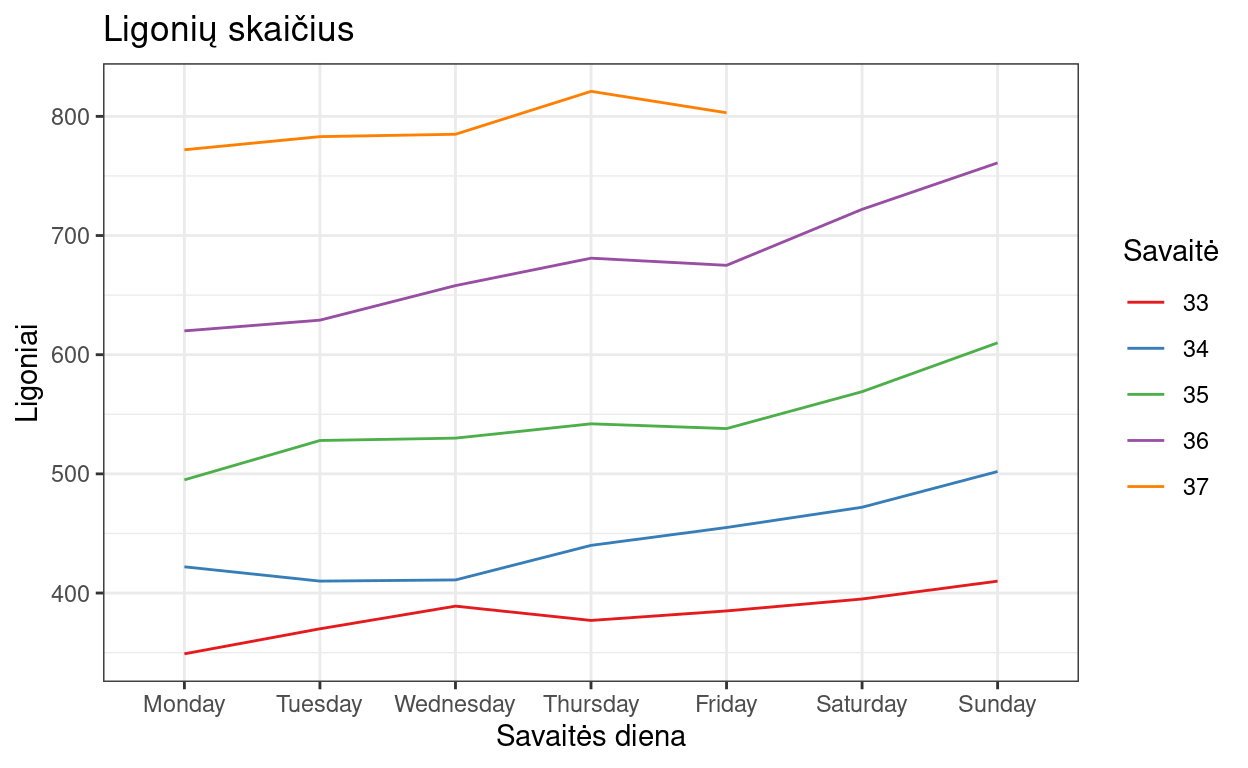 Ligonių skaičius
800
700
600
500
400
Ligoniai
Monday Tuesday Wednesday Thursday Friday Saturday Sunday
Savaitės diena
Savaitė
33
34
35
36
37